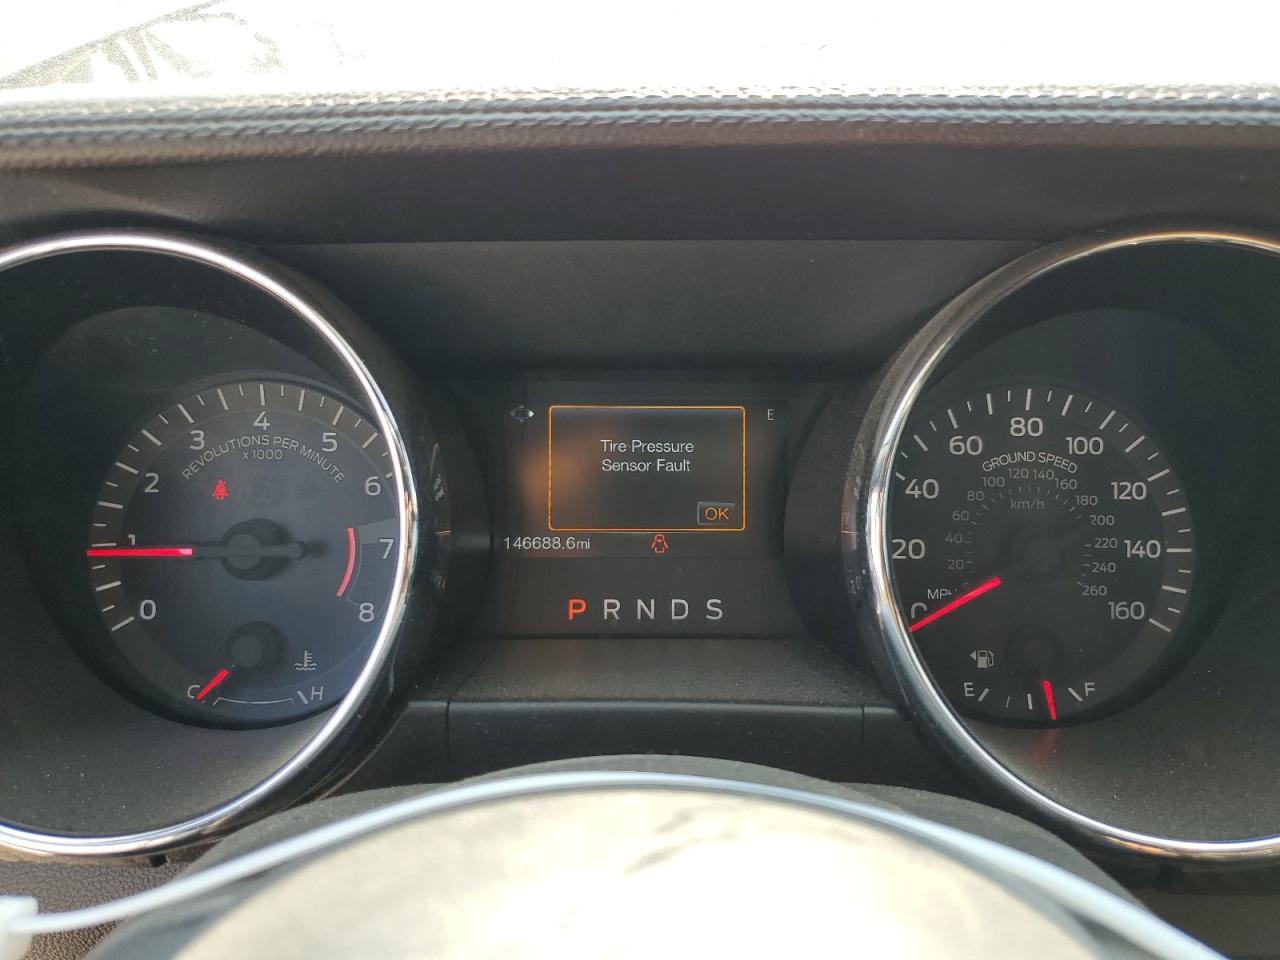 0
1
2
3
4
5
6
7
8
REVOLUTIONS PER MINUTE
x 1000
C
H
E
Tire Pressure
Sensor Fault
OK
146688.6mi
P R N D S
0
20
40
60
80
100
120
140
160
GROUND SPEED
20
40
60
80
100
120
140
160
180
200
220
240
260
km/h
E
F